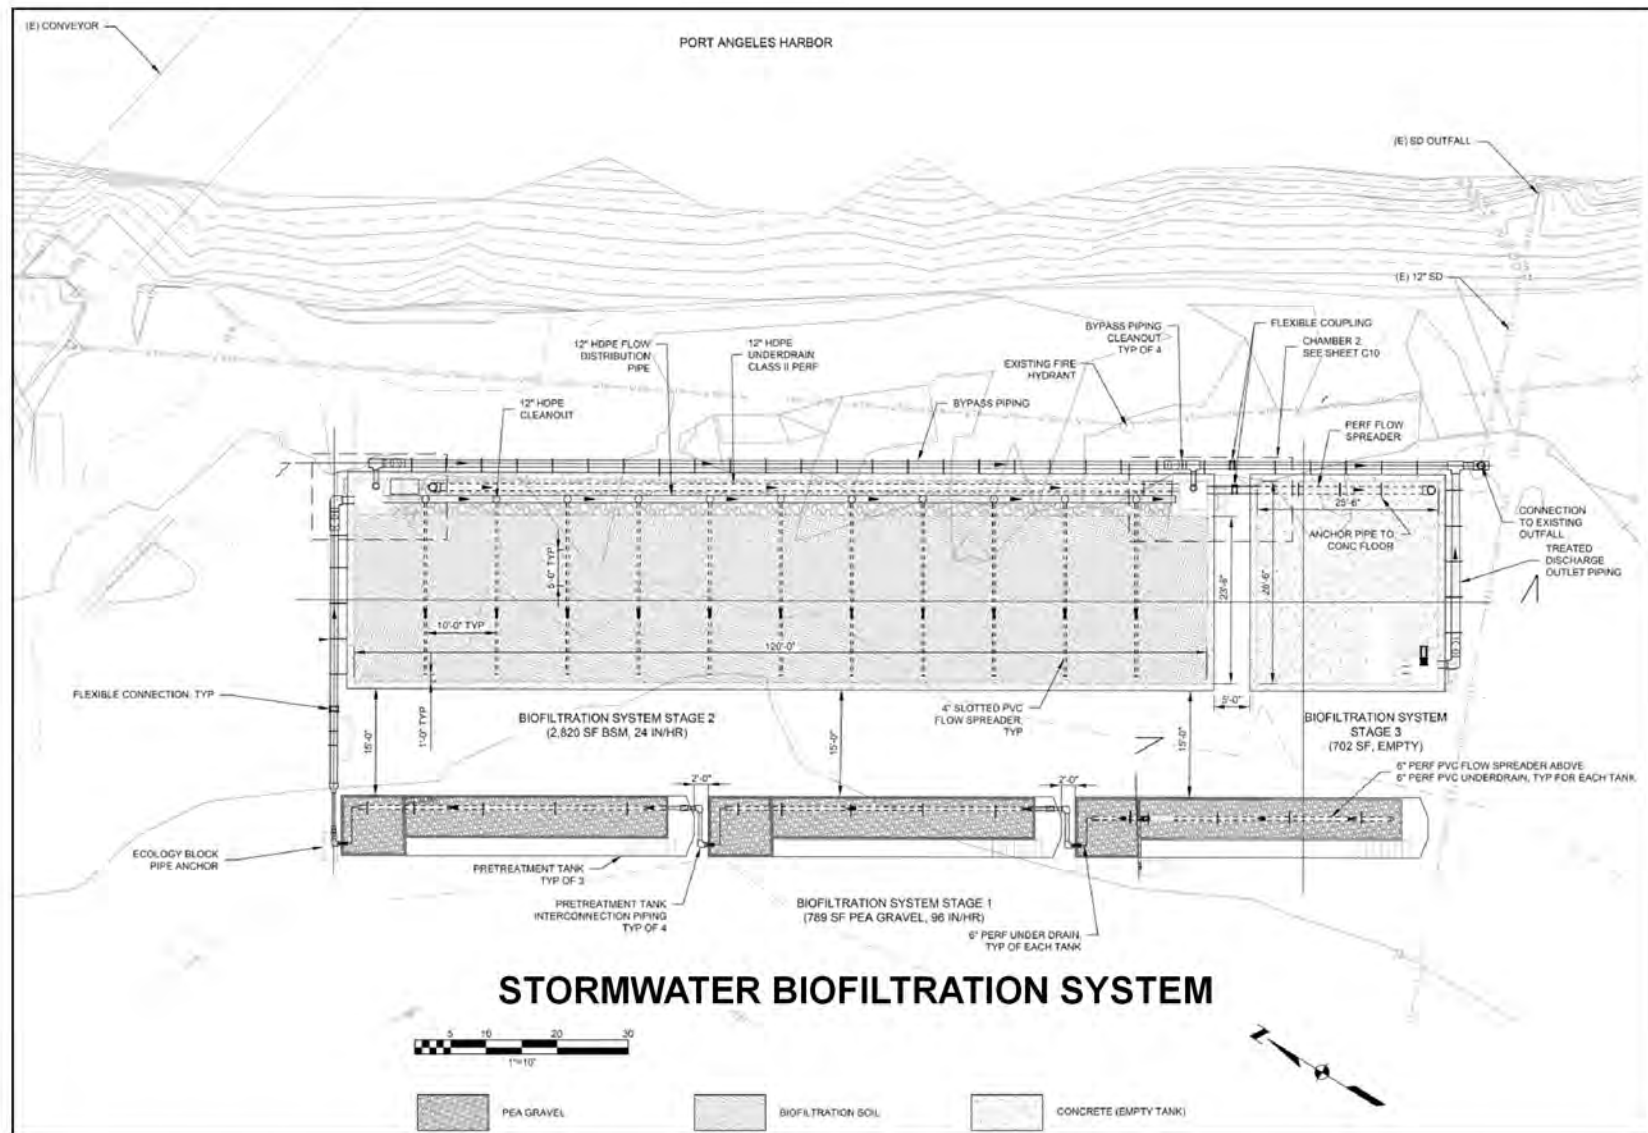 (E) CONVEYOR
PORT ANGELES HARBOR
(E) SD OUTFALL
(E) 12" SD
12" HDPE FLOW
DISTRIBUTION
PIPE
12" HDPE
UNDERDRAIN
CLASS II PERF
12" HDPE
CLEANOUT
BYPASS PIPING
EXISTING FIRE
HYDRANT
BYPASS PIPING
CLEANOUT
TYP OF 4
FLEXIBLE COUPLING
CHAMBER 2,
SEE SHEET C10
PERF FLOW
SPREADER
25'-6"
ANCHOR PIPE TO
CONC FLOOR
CONNECTION
TO EXISTING
OUTFALL
TREATED
DISCHARGE
OUTLET PIPING
5'-0" TYP
10'-0" TYP
120'-0"
23'-6"
26'-6"
1'-0" TYP
FLEXIBLE CONNECTION, TYP
15'-0"
15'-0"
15'-0"
5'-0"
BIOFILTRATION SYSTEM STAGE 2
(2,820 SF BSM, 24 IN/HR)
4" SLOTTED PVC
FLOW SPREADER,
TYP
BIOFILTRATION SYSTEM
STAGE 3
(702 SF, EMPTY)
6" PERF PVC FLOW SPREADER ABOVE
6" PERF PVC UNDERDRAIN, TYP FOR EACH TANK
2'-0"
2'-0"
ECOLOGY BLOCK
PIPE ANCHOR
PRETREATMENT TANK
TYP OF 3
PRETREATMENT TANK
INTERCONNECTION PIPING
TYP OF 4
BIOFILTRATION SYSTEM STAGE 1
(789 SF PEA GRAVEL, 96 IN/HR)
6" PERF UNDER DRAIN,
TYP OF EACH TANK
STORMWATER BIOFILTRATION SYSTEM
5 10 20 30
1"=10'
N
PEA GRAVEL
BIOFILTRATION SOIL
CONCRETE (EMPTY TANK)